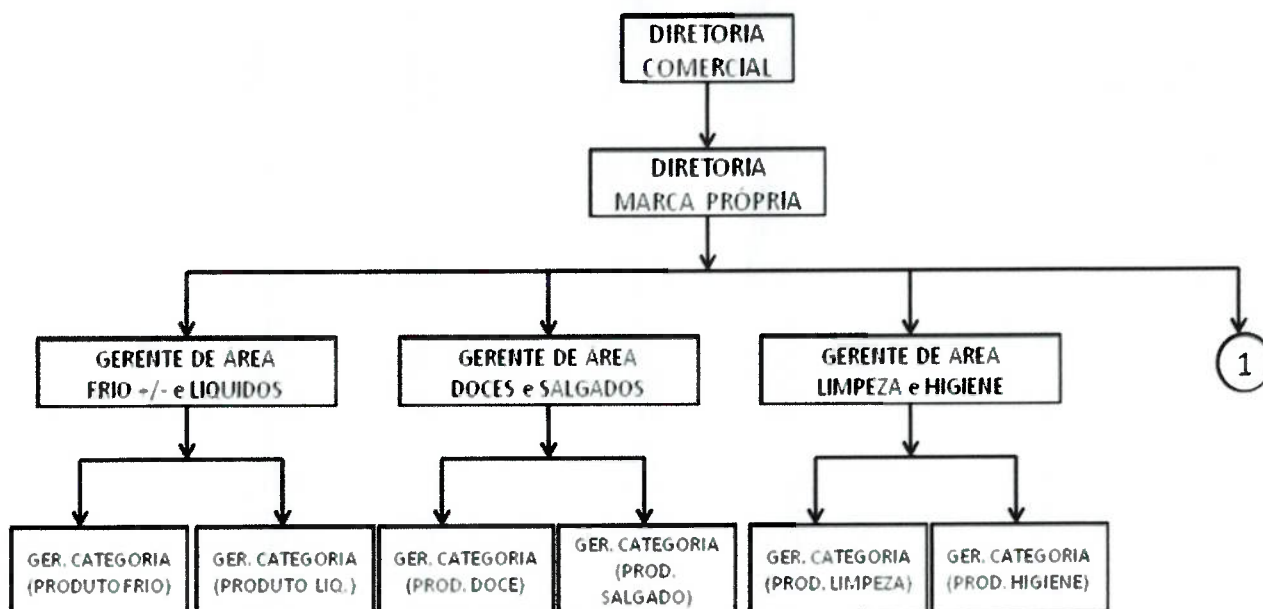 DIRETORIA
COMERCIAL
DIRETORIA
MARCA PRÓPRIA
GERENTE DE AREA
FRIO +/- e LIQUIDOS
GERENTE DE AREA
DOCES e SALGADOS
GERENTE DE AREA
LIMPEZA e HIGIENE
1
GER. CATEGORIA
(PRODUTO FRIO)
GER. CATEGORIA
(PRODUTO LIQ.)
GER. CATEGORIA
(PROD. DOCE)
GER. CATEGORIA
(PROD.
SALGADO)
GER. CATEGORIA
(PROD. LIMPEZA)
GER. CATEGORIA
(PROD. HIGIENE)